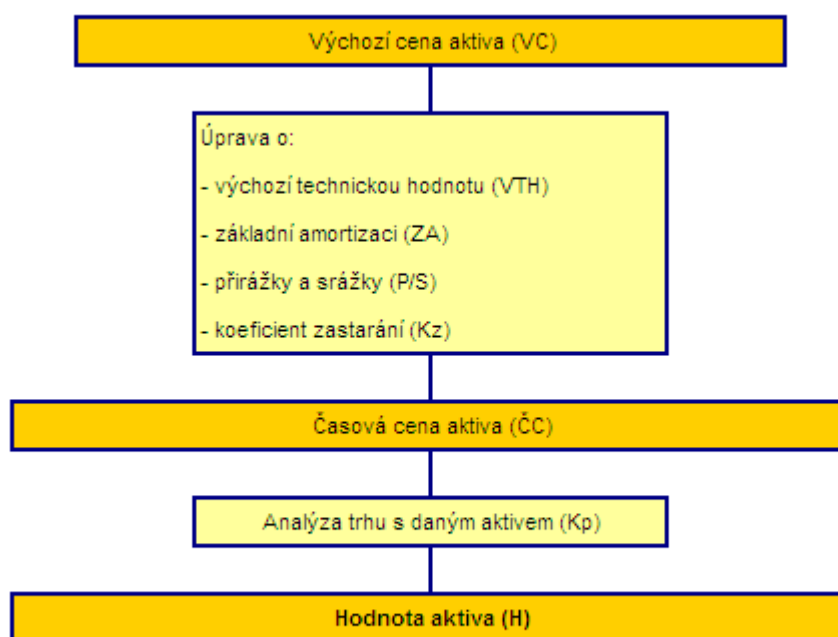 Výchozí cena aktiva (VC)
Úprava o:
- výchozí technickou hodnotu (VTH)
- základní amortizaci (ZA)
- přirážky a srážky (P/S)
- koeficient zastarání (Kz)
Časová cena aktiva (ČC)
Analýza trhu s daným aktivem (Kp)
Hodnota aktiva (H)